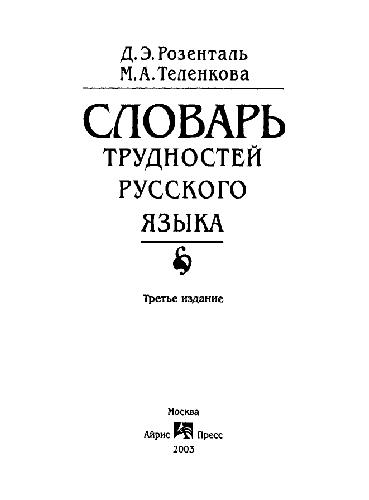 Д. Э. Розенталь
М. А. Теленкова
СЛОВАРЬ
ТРУДНОСТЕЙ
РУССКОГО
ЯЗЫКА
Третье издание
Москва
Айрис Пресс
2003